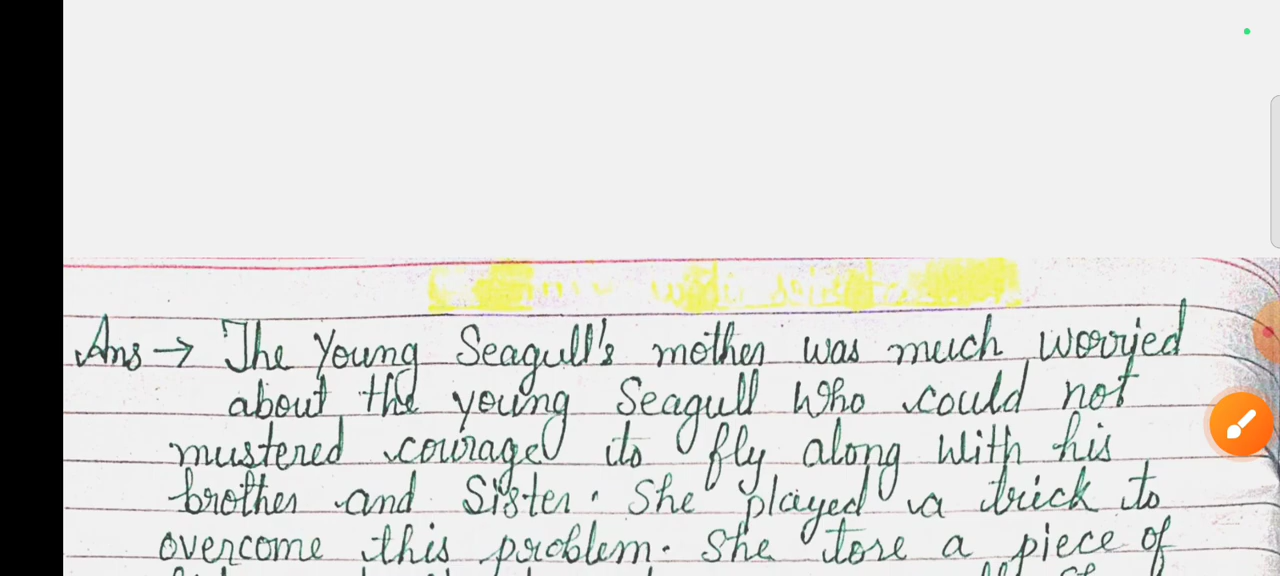 Ans → The Young Seagull's mother was much worried
about the young Seagull who could not
mustered courage to fly along with his
brother and Sister. She played a trick to
overcome this problem. She tore a piece of